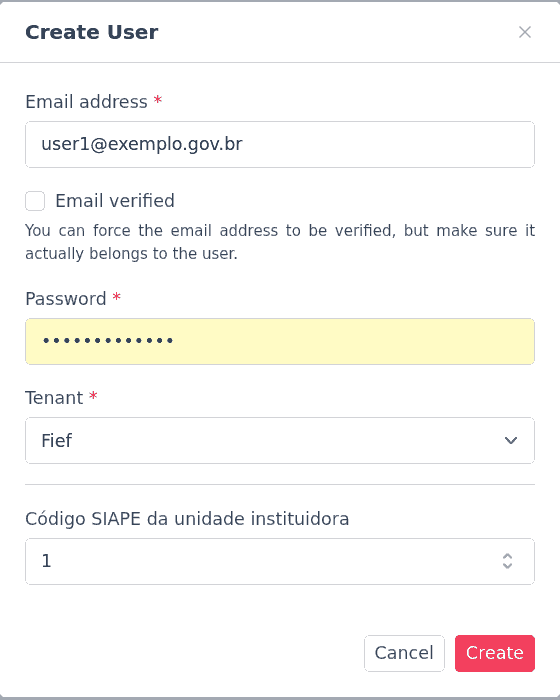 Create User
Email address *
user1@exemplo.gov.br
Email verified
You can force the email address to be verified, but make sure it
actually belongs to the user.
Password *
•••••••••••••
Tenant *
Fief
Código SIAPE da unidade instituidora
1
Cancel
Create